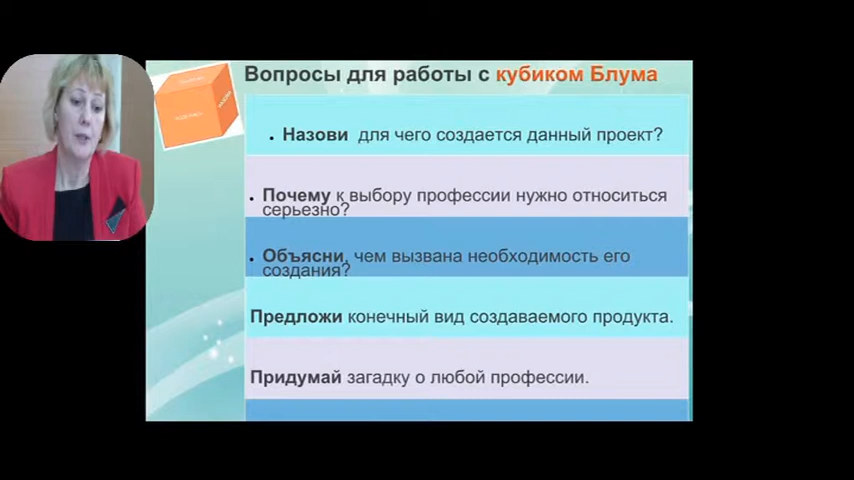 Вопросы для работы с кубиком Блума
Назови для чего создается данный проект?
Почему к выбору профессии нужно относиться
серьезно?
Объясни, чем вызвана необходимость его
создания?
Предложи конечный вид создаваемого продукта.
Придумай загадку о любой профессии.